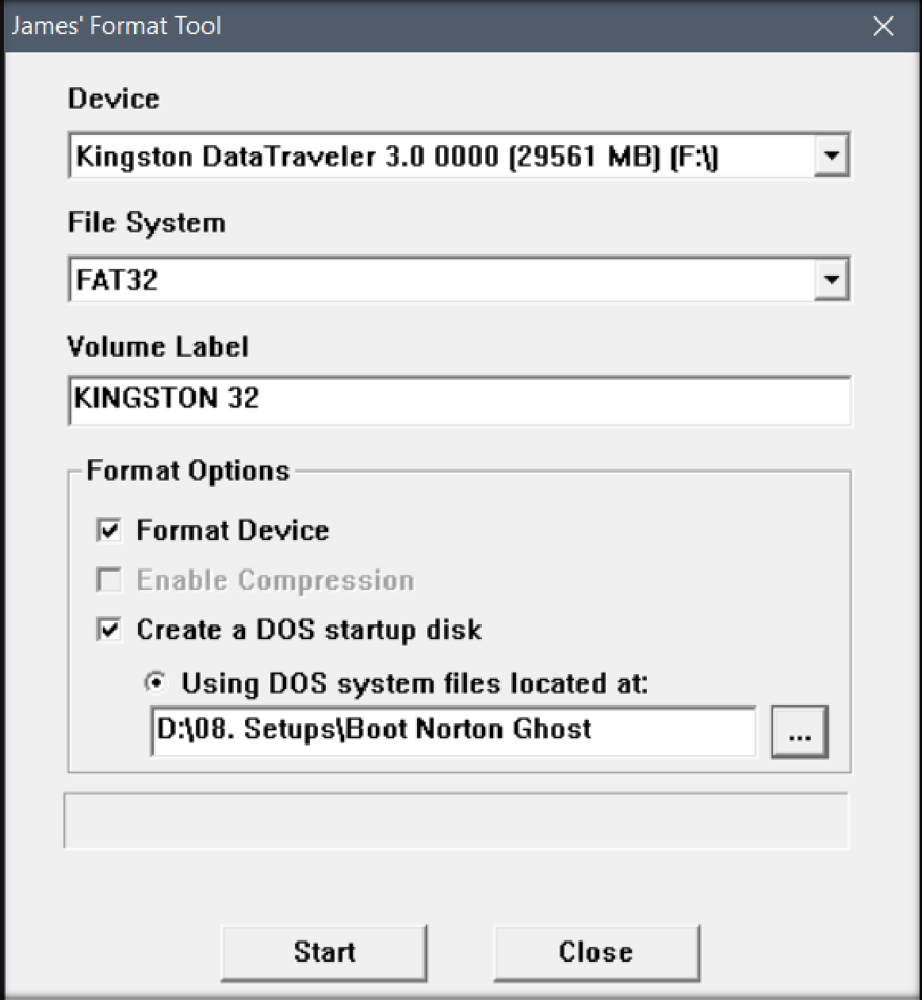 James' Format Tool
Device
Kingston DataTraveler 3.0 0000 (29561 MB) (F:\)
File System
FAT32
Volume Label
KINGSTON 32
Format Options
Format Device
Enable Compression
Create a DOS startup disk
Using DOS system files located at:
D:\08. Setups\Boot Norton Ghost
...
Start
Close